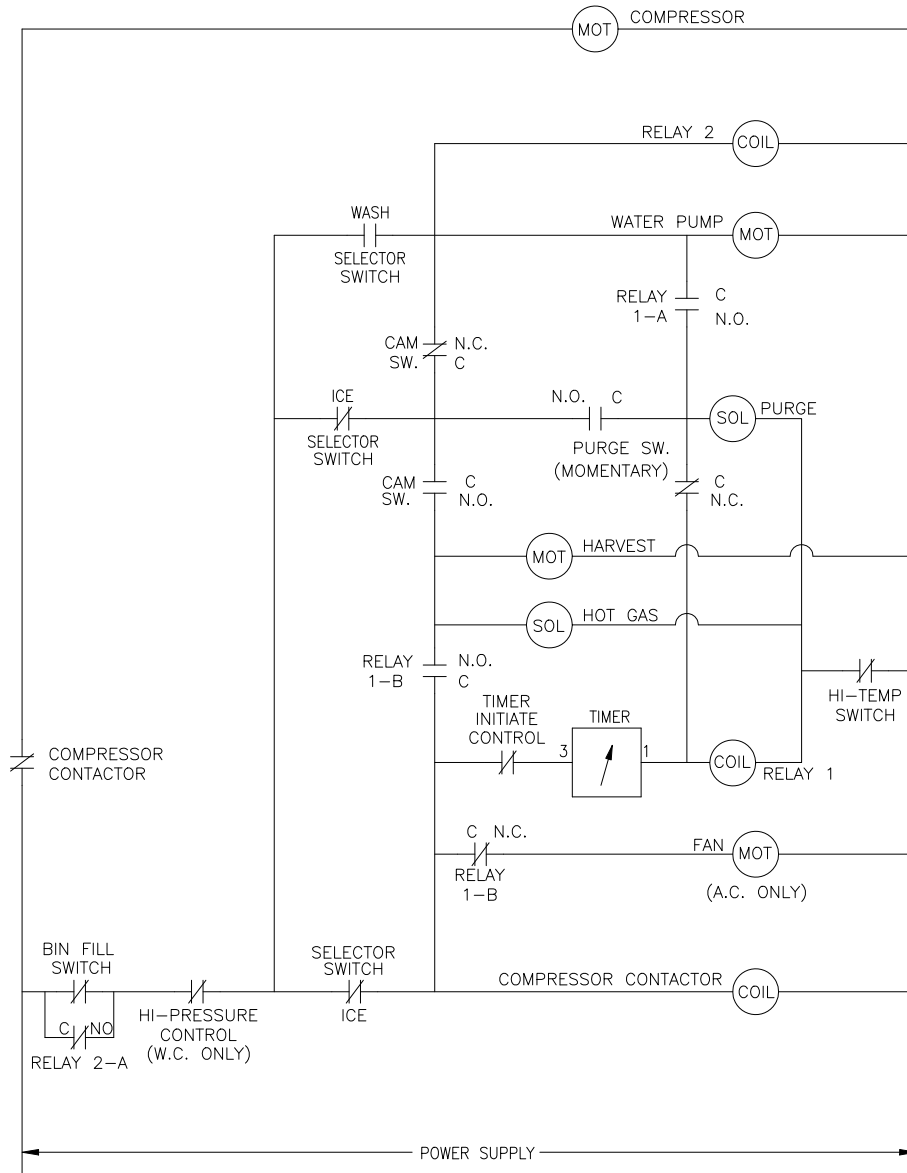 MOT
COMPRESSOR
RELAY 2
COIL
WASH
SELECTOR
SWITCH
WATER PUMP
MOT
RELAY
1-A
C
N.O.
CAM
SW.
N.C.
C
ICE
SELECTOR
SWITCH
N.O.
C
PURGE SW.
(MOMENTARY)
SOL
PURGE
CAM
SW.
C
N.O.
C
N.C.
MOT
HARVEST
SOL
HOT GAS
RELAY
1-B
N.O.
C
HI-TEMP
SWITCH
TIMER
INITIATE
CONTROL
TIMER
3
1
COIL
RELAY 1
COMPRESSOR
CONTACTOR
C
N.C.
RELAY
1-B
FAN
MOT
(A.C. ONLY)
BIN FILL
SWITCH
C
NO
RELAY 2-A
HI-PRESSURE
CONTROL
(W.C. ONLY)
SELECTOR
SWITCH
ICE
COMPRESSOR CONTACTOR
COIL
POWER SUPPLY